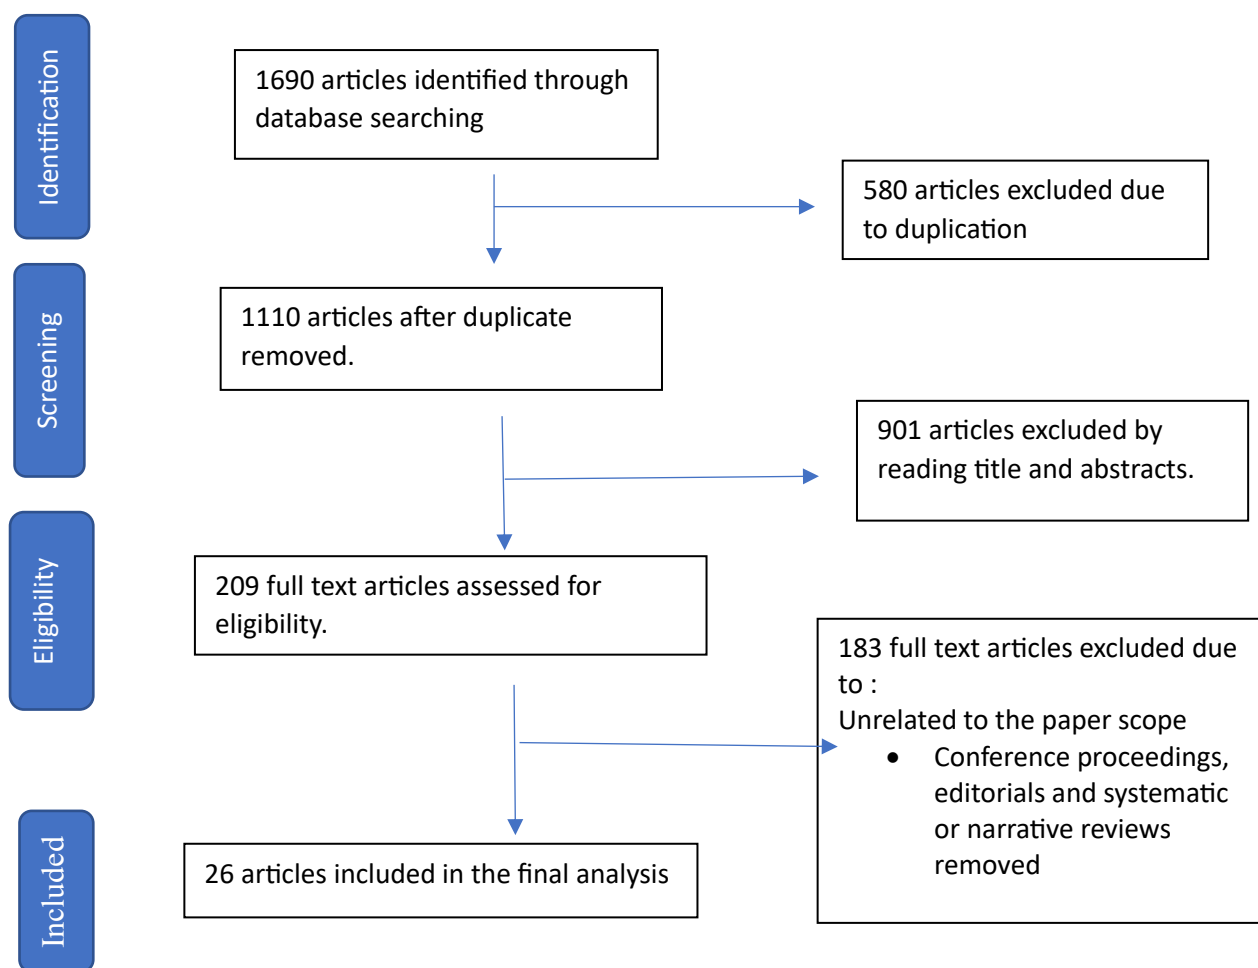 Identification
1690 articles identified through
database searching
580 articles excluded due
to duplication
Screening
1110 articles after duplicate
removed.
901 articles excluded by
reading title and abstracts.
Eligibility
209 full text articles assessed for
eligibility.
183 full text articles excluded due
to :
Unrelated to the paper scope
• Conference proceedings,
editorials and systematic
or narrative reviews
removed
Included
26 articles included in the final analysis